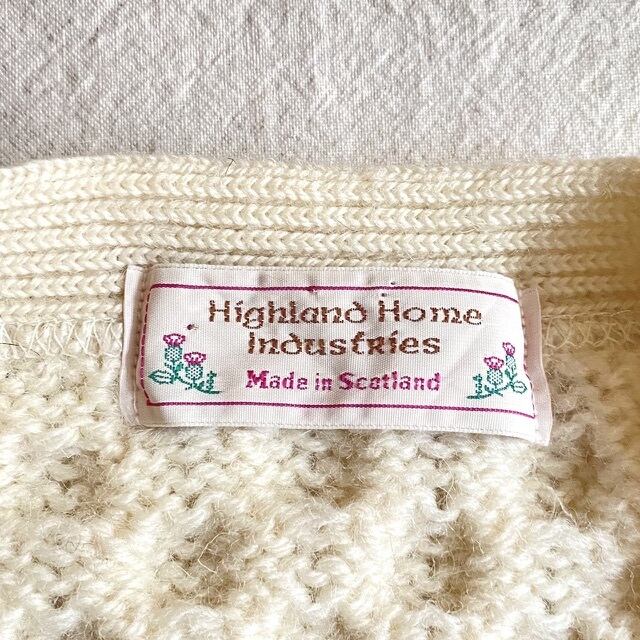 Highland Home
Industries
Made in Scotland